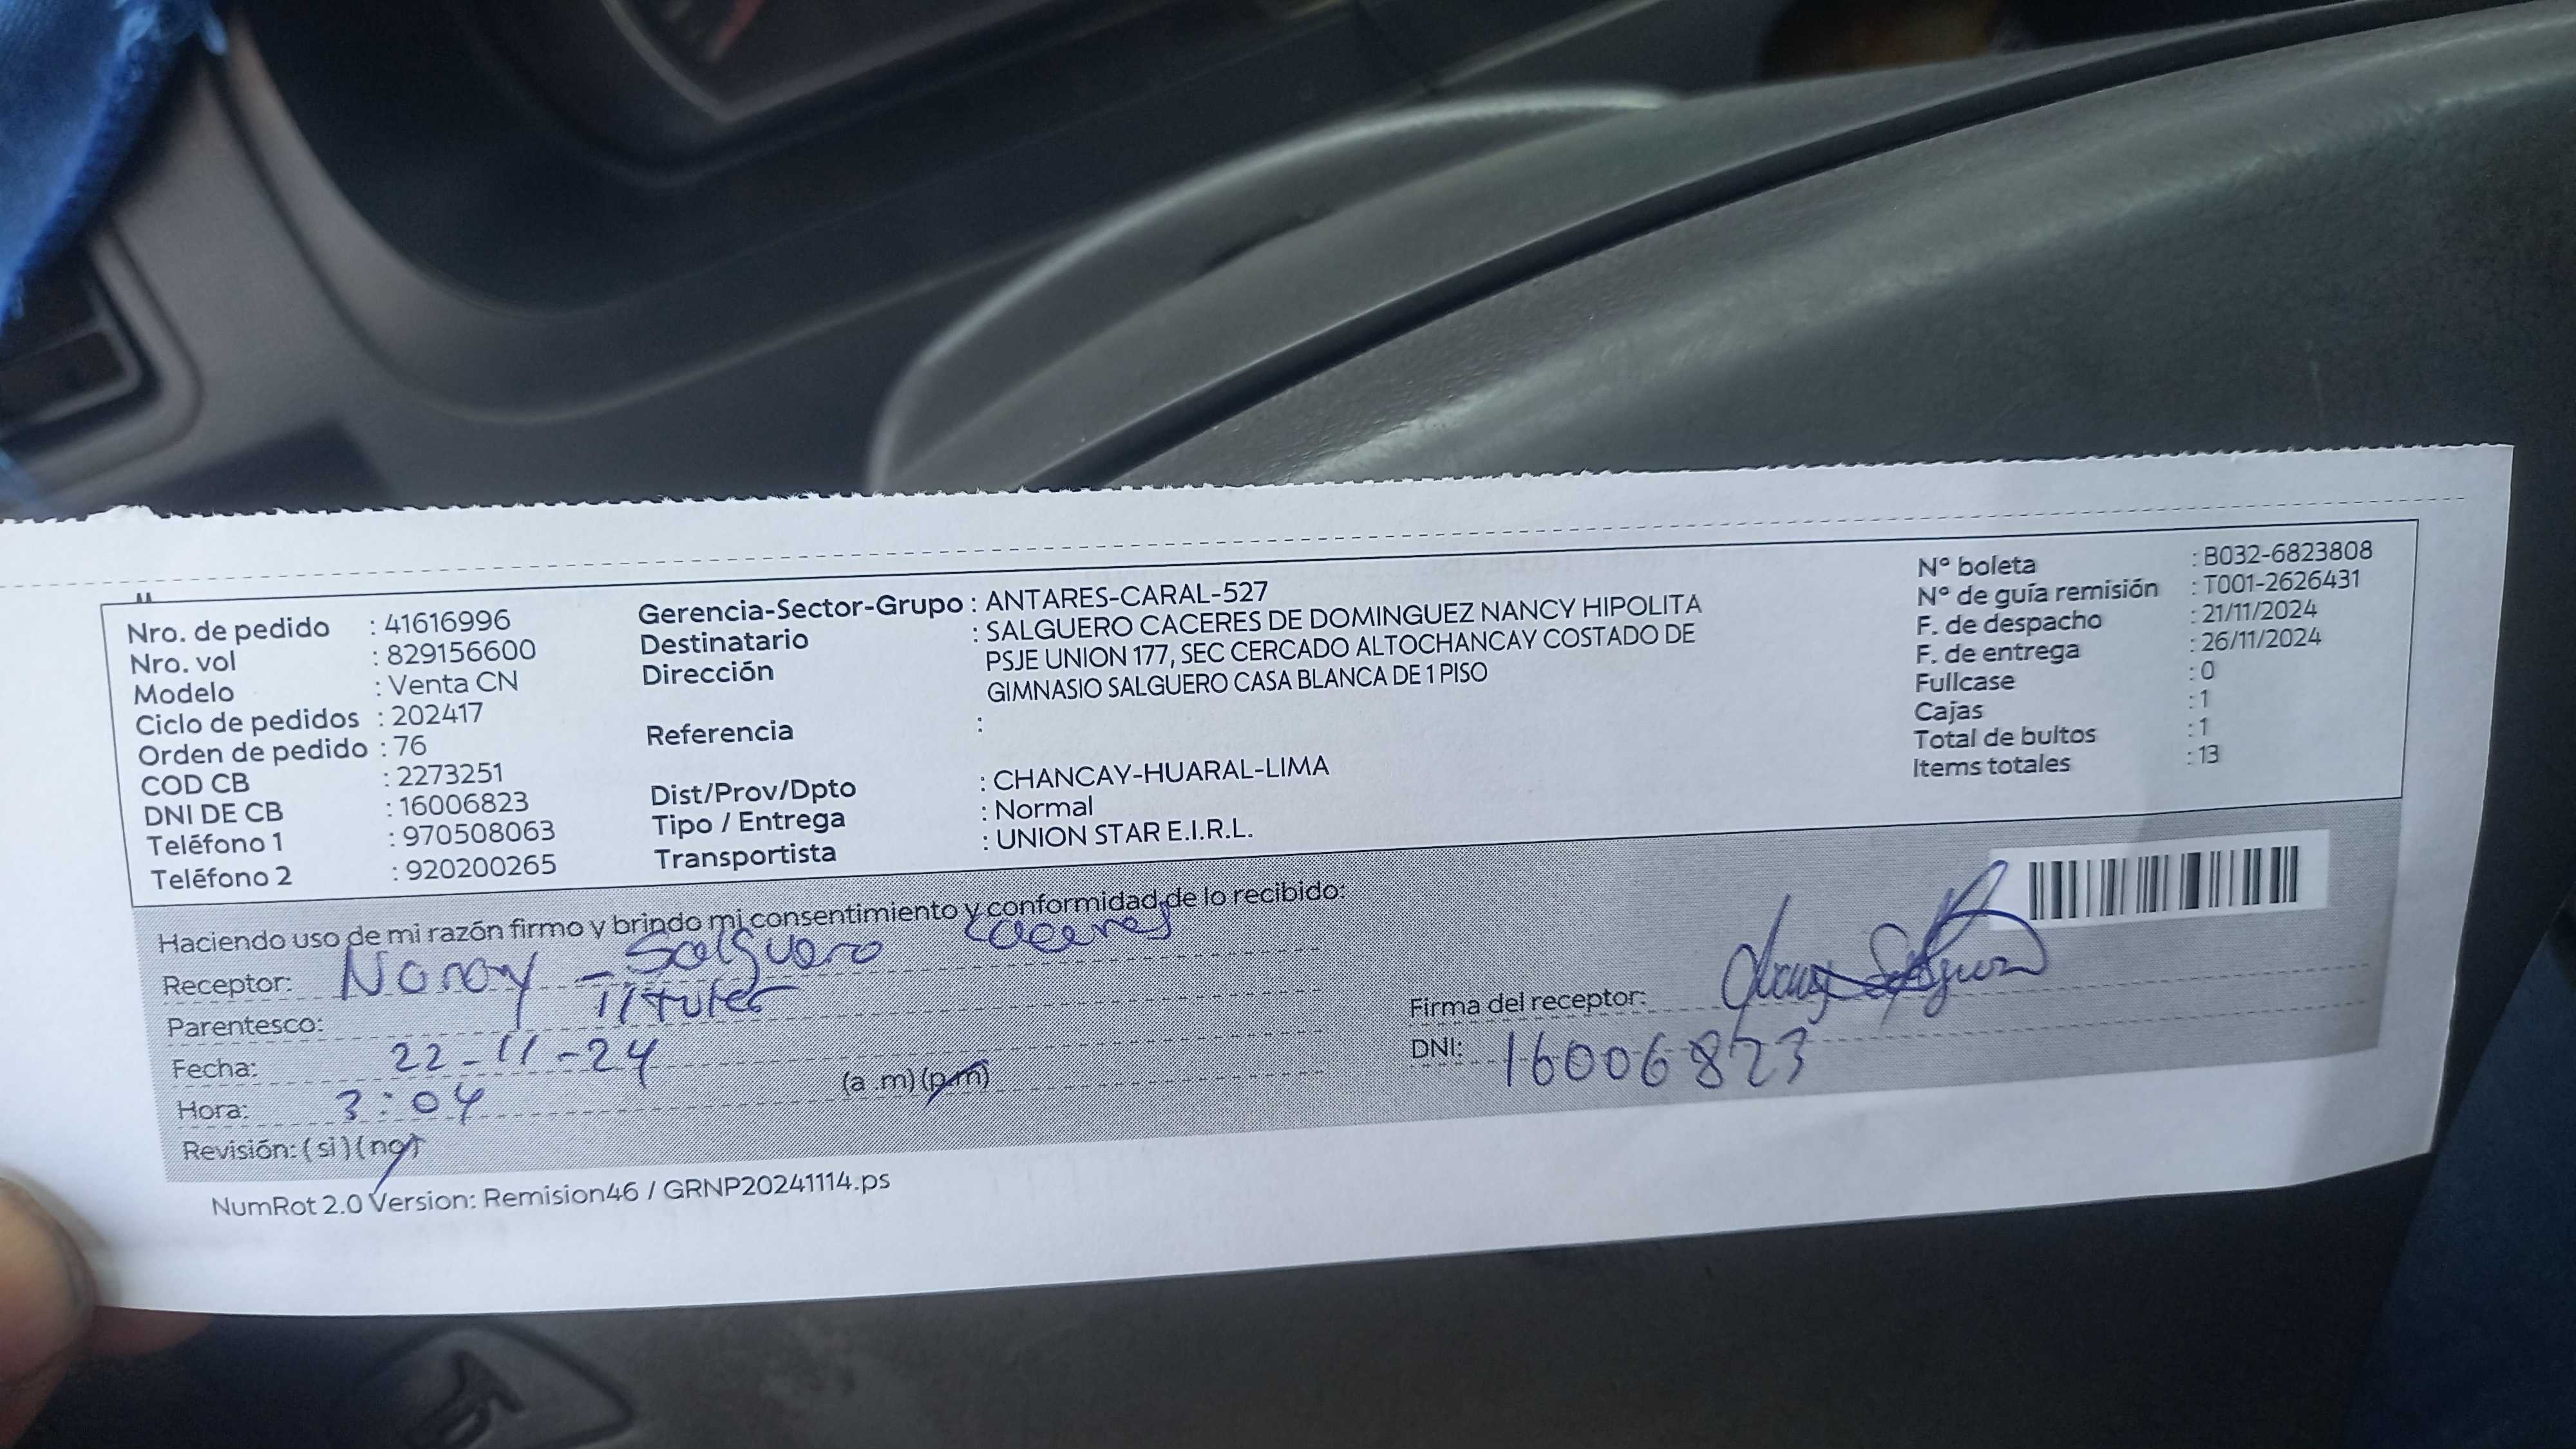 Nro. de pedido : 41616996
Nro. vol : 829156600
Modelo : Venta CN
Ciclo de pedidos : 202417
Orden de pedido : 76
COD CB : 2273251
DNI DE CB : 16006823
Teléfono 1 : 970508063
Teléfono 2 : 920200265
Gerencia-Sector-Grupo : ANTARES-CARAL-527
Destinatario : SALGUERO CACERES DE DOMINGUEZ NANCY HIPOLITA
Dirección PSJE UNION 177, SEC CERCADO ALTOCHANCAY COSTADO DE
GIMNASIO SALGUERO CASA BLANCA DE 1 PISO
Referencia :
Dist/Prov/Dpto : CHANCAY-HUARAL-LIMA
Tipo / Entrega : Normal
Transportista : UNION STAR E.I.R.L.
N° boleta : B032-6823808
N° de guía remisión : T001-2626431
F. de despacho : 21/11/2024
F. de entrega : 26/11/2024
Fullcase : 0
Cajas : 1
Total de bultos : 1
Items totales : 13
Haciendo uso de mi razón firmo y brindo mi consentimiento y conformidad de lo recibido:
Receptor: Salguero Caceres
Parentesco: Tituler
Fecha: 22-11-24
Hora: 3:04 (a .m) (p.m)
Revisión: ( si ) ( no )
Firma del receptor:
DNI: 16006823
NumRot 2.0 Version: Remision46 / GRNP20241114.ps